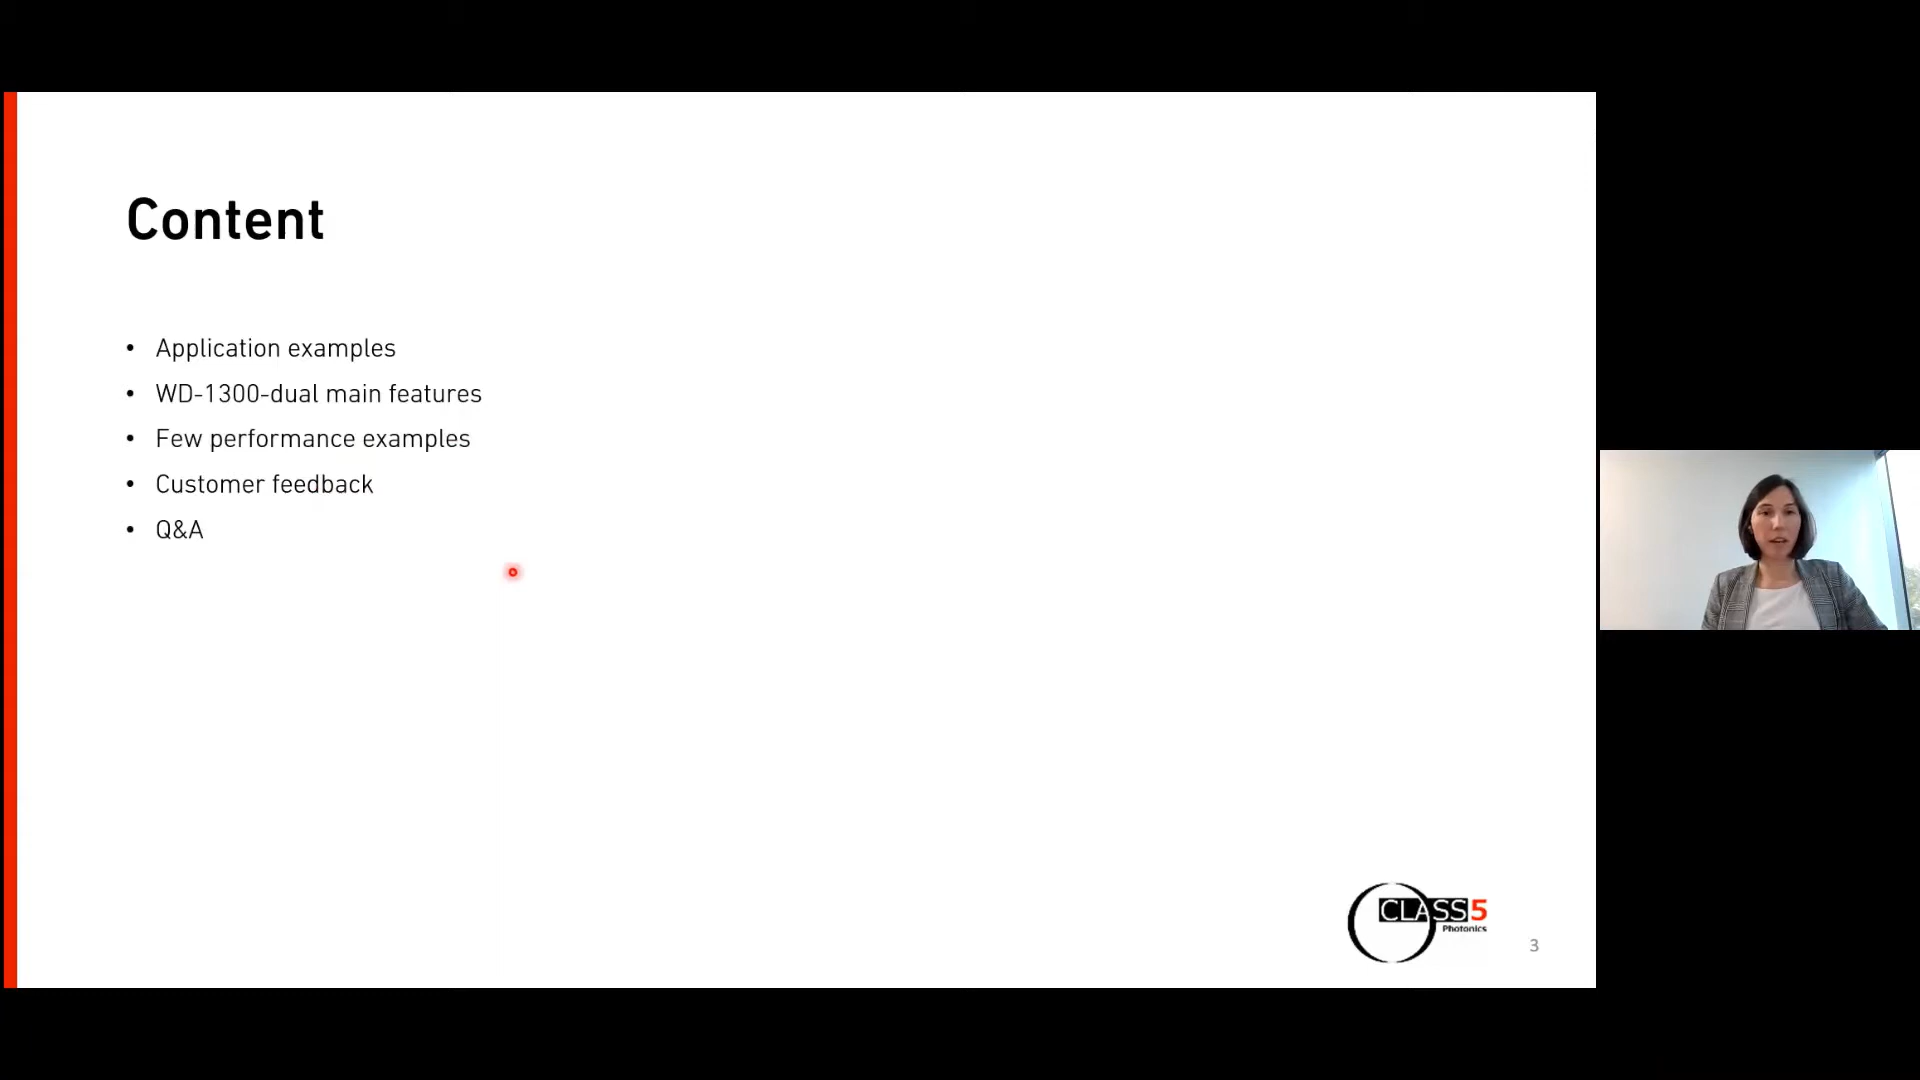 Content
• Application examples
• WD-1300-dual main features
• Few performance examples
• Customer feedback
• Q&A
CLASS5
Photonics
3